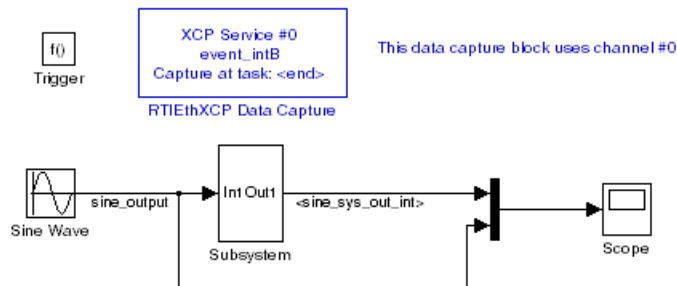 f()
Trigger
XCP Service #0
event_intB
Capture at task: <end>
RTIEthXCP Data Capture
This data capture block uses channel #0
Sine Wave
sine_output
In1 Out1
Subsystem
<sine_sys_out_int>
Scope